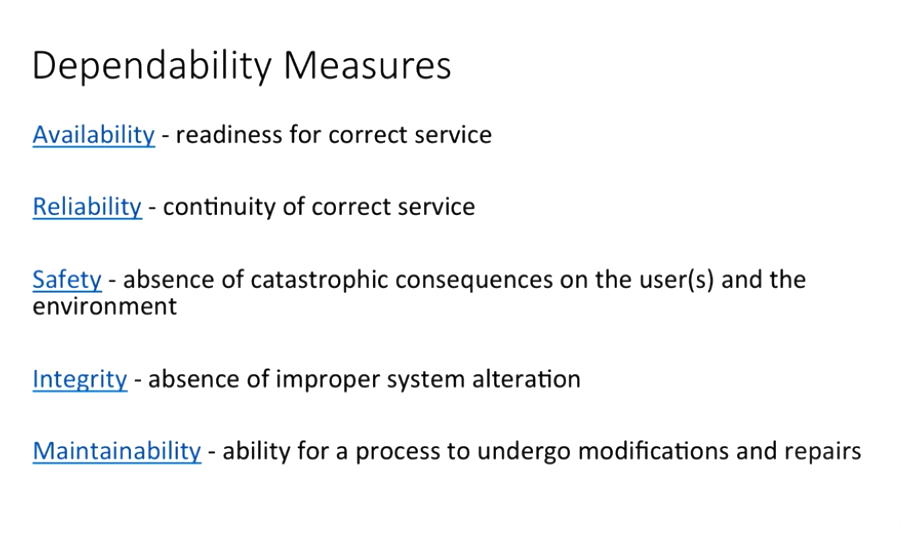 Dependability Measures
Availability - readiness for correct service
Reliability - continuity of correct service
Safety - absence of catastrophic consequences on the user(s) and the
environment
Integrity - absence of improper system alteration
Maintainability - ability for a process to undergo modifications and repairs